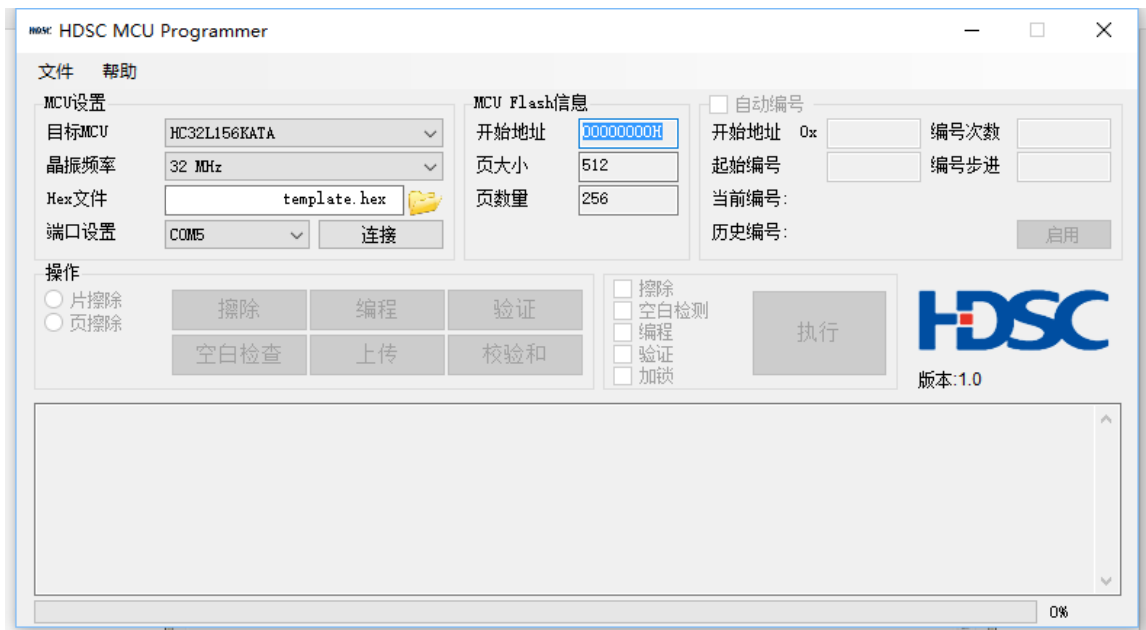 HDSC HDSC MCU Programmer
文件 帮助
MCU设置
目标MCU HC32L156KATA
晶振频率 32 MHz
Hex文件 template.hex
端口设置 COM5 连接
MCU Flash信息
开始地址 00000000H
页大小 512
页数量 256
自动编号
开始地址 0x 编号次数
起始编号 编号步进
当前编号:
历史编号: 启用
操作
片擦除
页擦除
擦除 编程 验证
空白检查 上传 校验和
擦除
空白检测
编程
验证
加锁
执行
HDSC
版本:1.0
0%